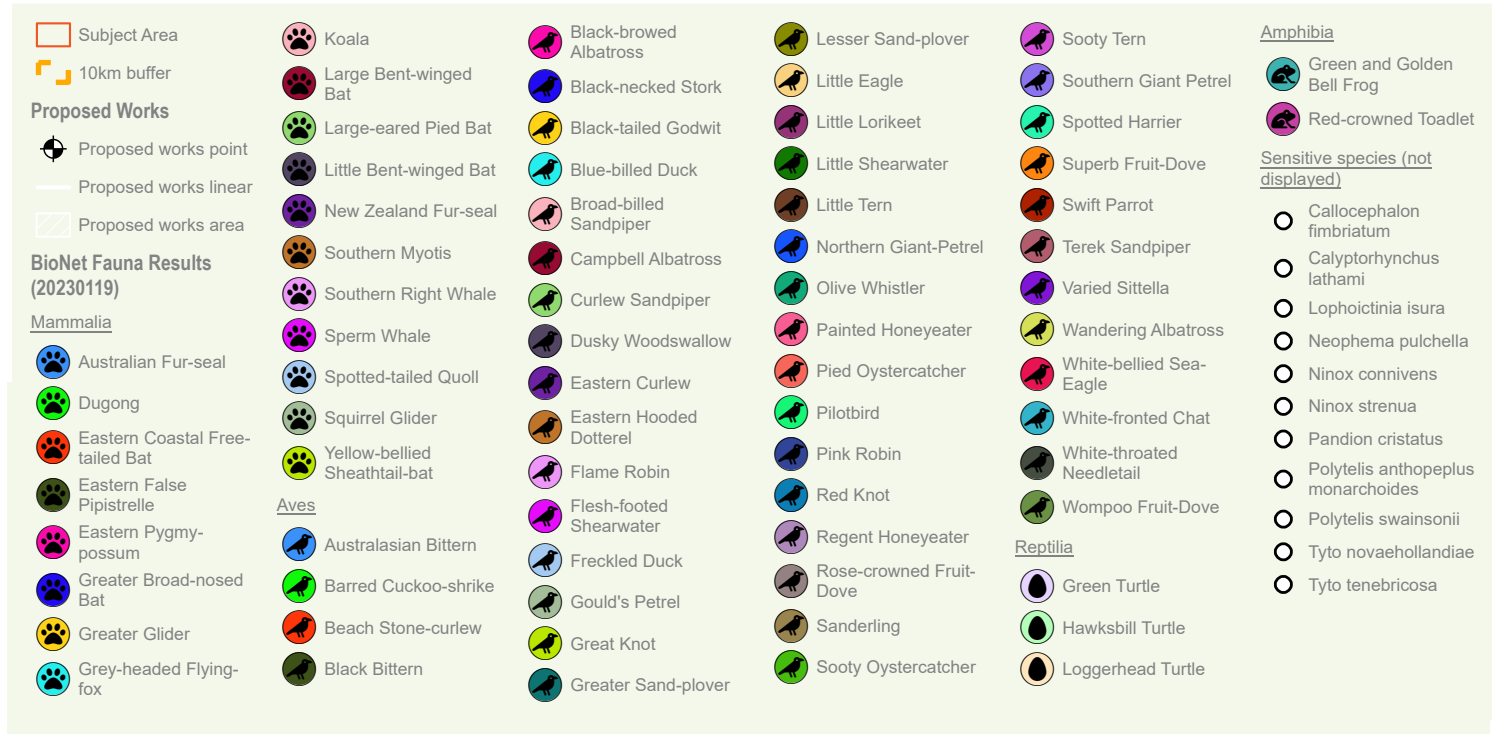 Subject Area
10km buffer
Proposed Works
Proposed works point
Proposed works linear
Proposed works area
BioNet Fauna Results
(20230119)
Mammalia
Australian Fur-seal
Dugong
Eastern Coastal Free-
tailed Bat
Eastern False
Pipistrelle
Eastern Pygmy-
possum
Greater Broad-nosed
Bat
Greater Glider
Grey-headed Flying-
fox
Koala
Large Bent-winged
Bat
Large-eared Pied Bat
Little Bent-winged Bat
New Zealand Fur-seal
Southern Myotis
Southern Right Whale
Sperm Whale
Spotted-tailed Quoll
Squirrel Glider
Yellow-bellied
Sheathtail-bat
Aves
Australasian Bittern
Barred Cuckoo-shrike
Beach Stone-curlew
Black Bittern
Black-browed
Albatross
Black-necked Stork
Black-tailed Godwit
Blue-billed Duck
Broad-billed
Sandpiper
Campbell Albatross
Curlew Sandpiper
Dusky Woodswallow
Eastern Curlew
Eastern Hooded
Dotterel
Flame Robin
Flesh-footed
Shearwater
Freckled Duck
Gould's Petrel
Great Knot
Greater Sand-plover
Lesser Sand-plover
Little Eagle
Little Lorikeet
Little Shearwater
Little Tern
Northern Giant-Petrel
Olive Whistler
Painted Honeyeater
Pied Oystercatcher
Pilotbird
Pink Robin
Red Knot
Regent Honeyeater
Rose-crowned Fruit-
Dove
Sanderling
Sooty Oystercatcher
Sooty Tern
Southern Giant Petrel
Spotted Harrier
Superb Fruit-Dove
Swift Parrot
Terek Sandpiper
Varied Sittella
Wandering Albatross
White-bellied Sea-
Eagle
White-fronted Chat
White-throated
Needletail
Wompoo Fruit-Dove
Reptilia
Green Turtle
Hawksbill Turtle
Loggerhead Turtle
Amphibia
Green and Golden
Bell Frog
Red-crowned Toadlet
Sensitive species (not
displayed)
Callocephalon
fimbriatum
Calyptorhynchus
lathami
Lophoictinia isura
Neophema pulchella
Ninox connivens
Ninox strenua
Pandion cristatus
Polytelis anthopeplus
monarchoides
Polytelis swainsonii
Tyto novaehollandiae
Tyto tenebricosa